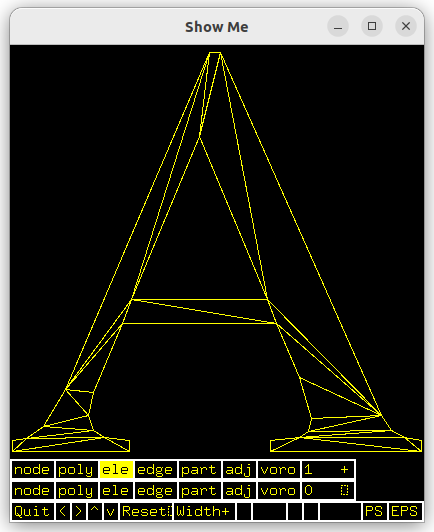 Show Me
node poly ele edge part adj voro 1 +
node poly ele edge part adj voro 0
Quit < > ^ v Reset Width+ PS EPS